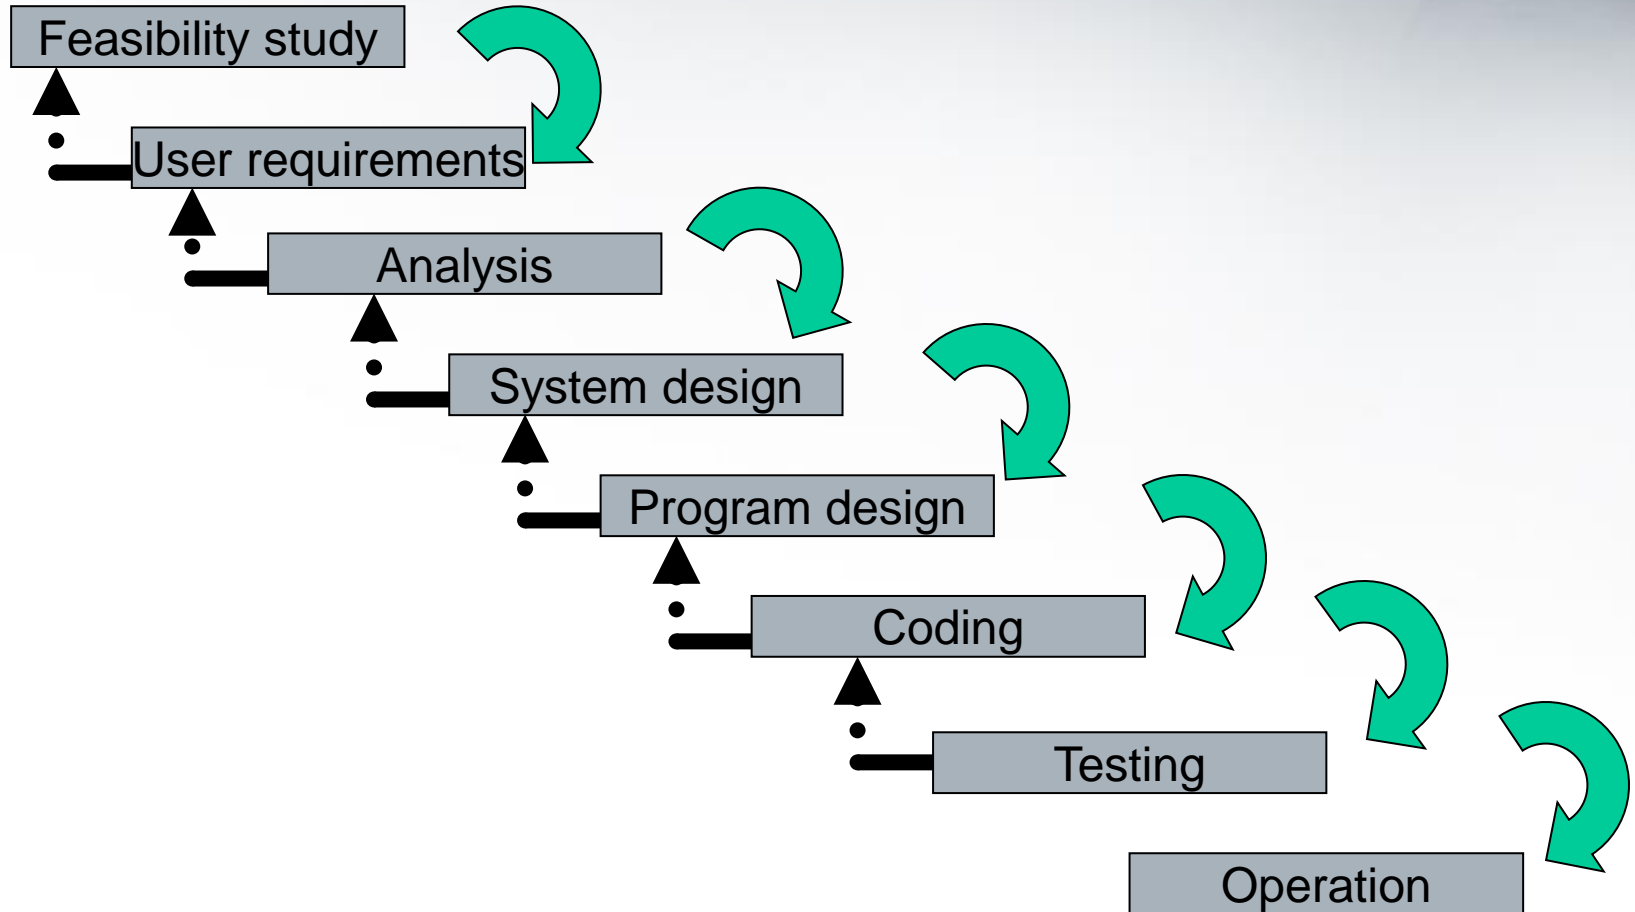 Feasibility study
User requirements
Analysis
System design
Program design
Coding
Testing
Operation